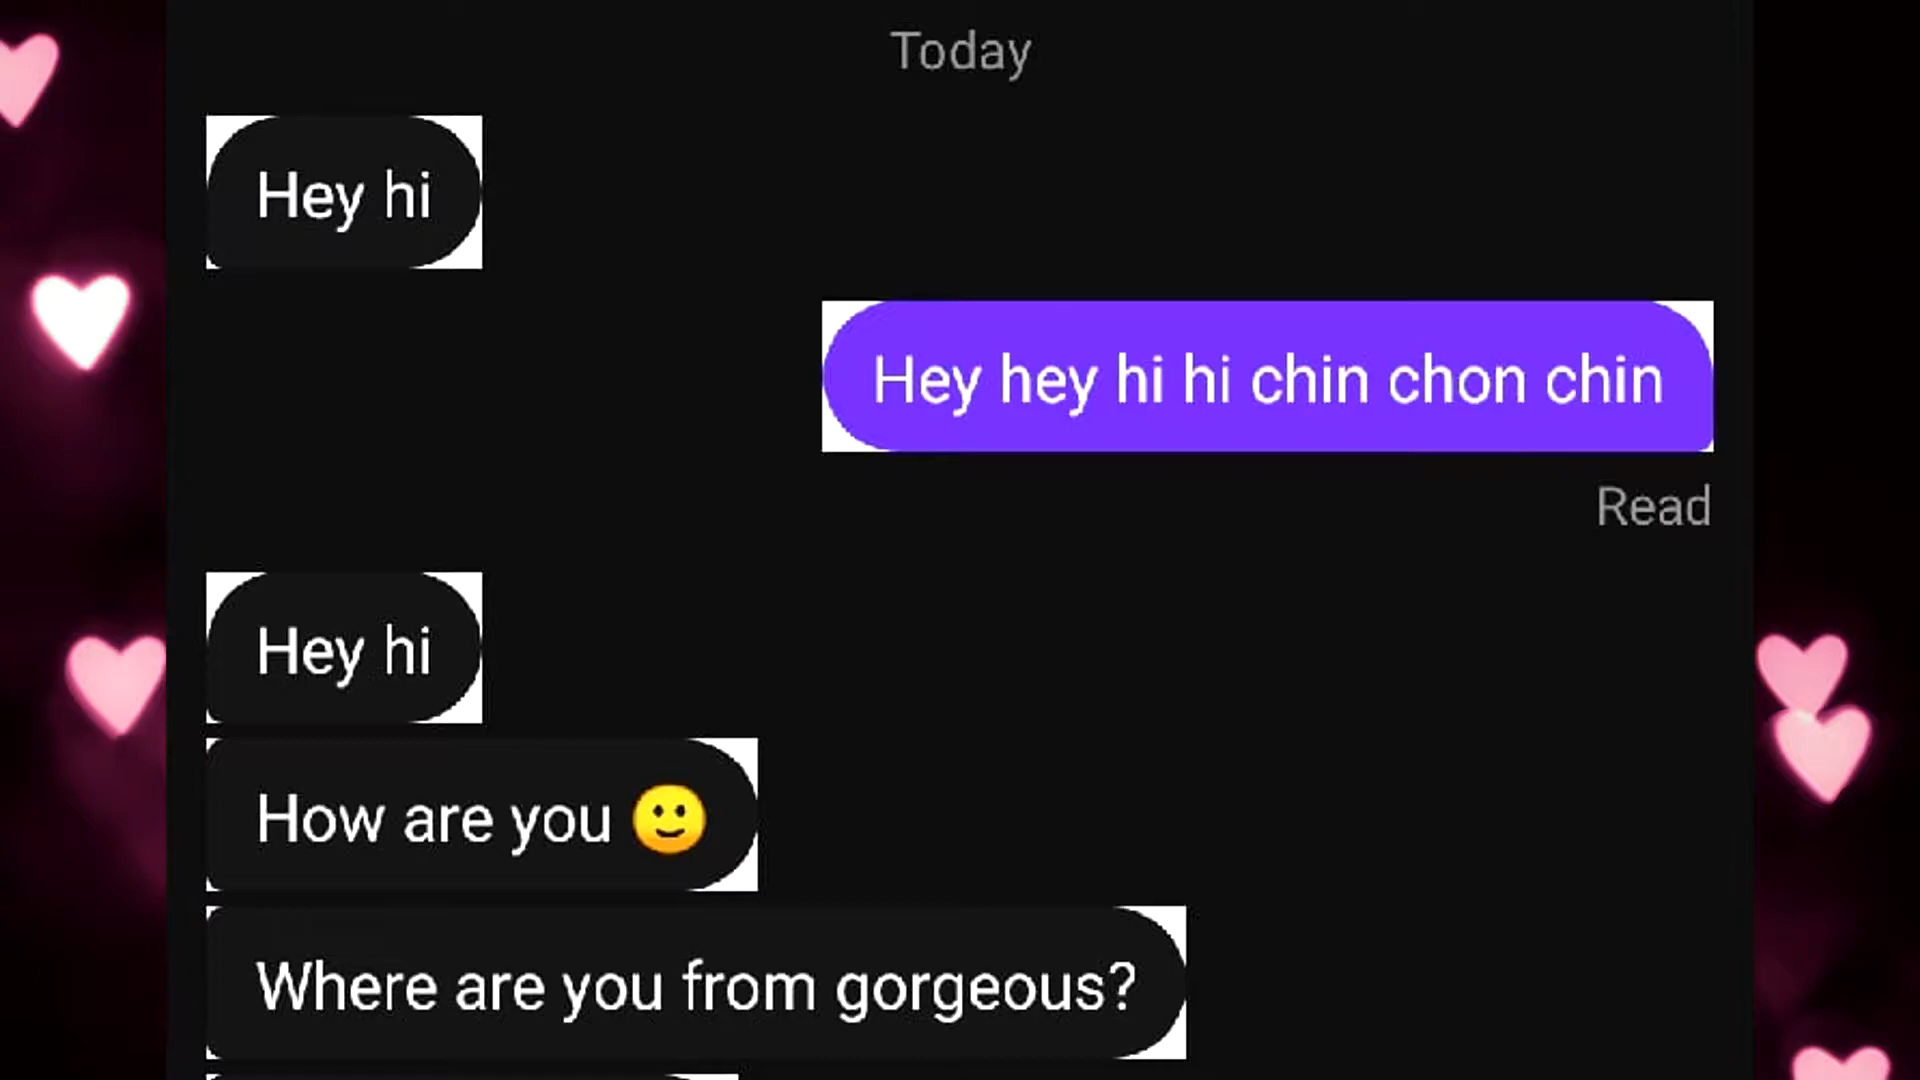 Today
Hey hi
Hey hey hi hi chin chon chin
Read
Hey hi
How are you 🙂
Where are you from gorgeous?